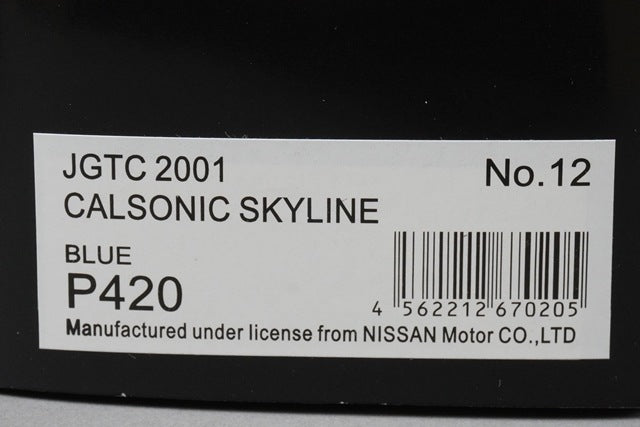 JGTC 2001 No.12
CALSONIC SKYLINE
BLUE
P420
4 562212 670205
Manufactured under license from NISSAN Motor CO.,LTD